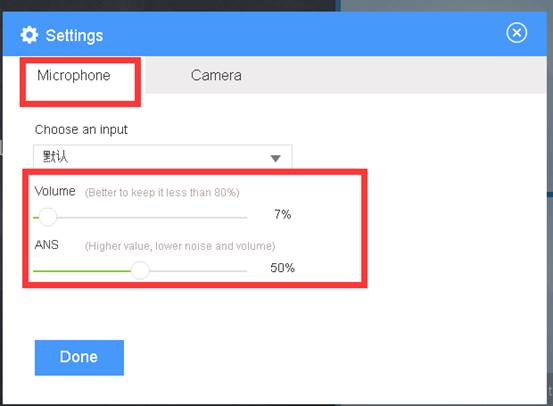 Settings
Microphone Camera
Choose an input
默认
Volume (Better to keep it less than 80%)
7%
ANS (Higher value, lower noise and volume)
50%
Done